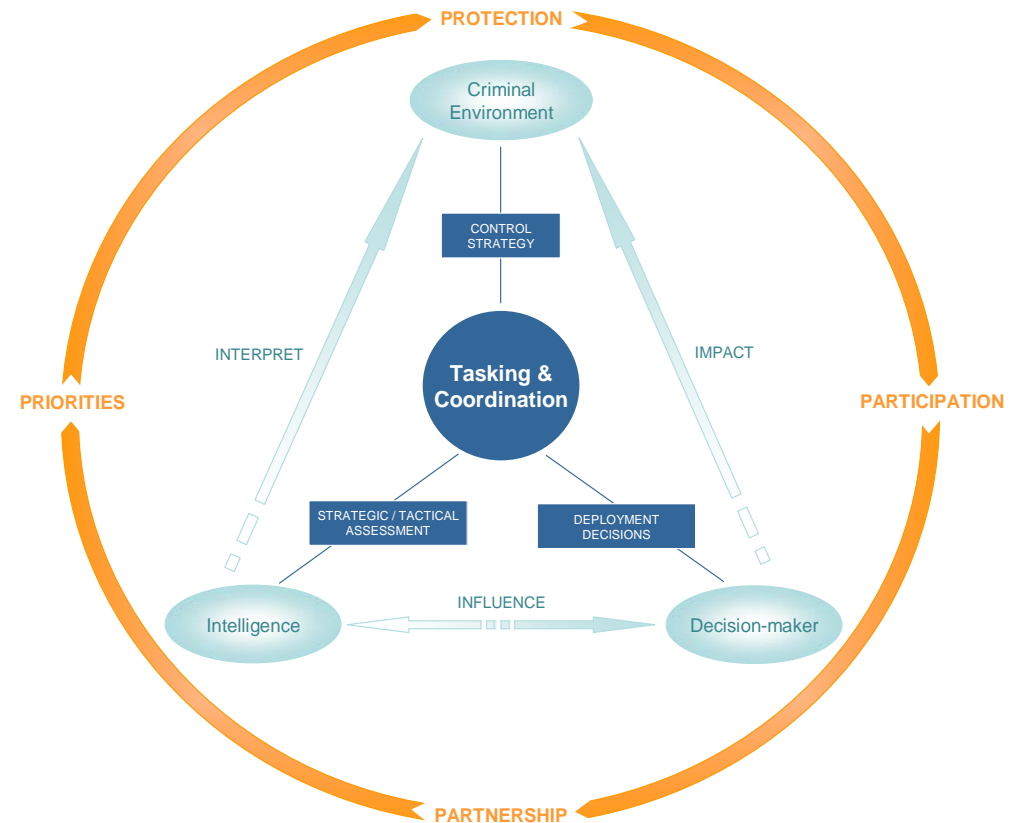 PROTECTION
Criminal
Environment
CONTROL
STRATEGY
INTERPRET
IMPACT
Tasking &
Coordination
PRIORITIES
PARTICIPATION
STRATEGIC / TACTICAL
ASSESSMENT
DEPLOYMENT
DECISIONS
INFLUENCE
Intelligence
Decision-maker
PARTNERSHIP